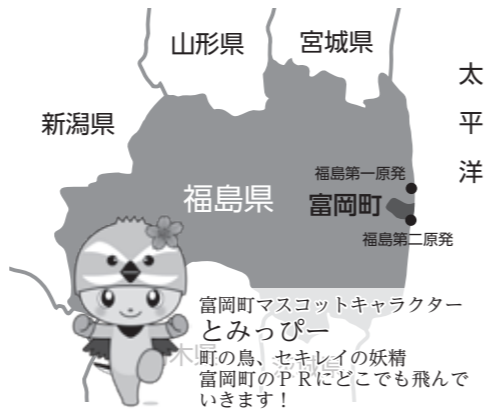 山形県
宮城県
太平洋
新潟県
福島第一原発
福島県
富岡町
福島第二原発
富岡町マスコットキャラクター
とみっぴー
木県
町の鳥、セキレイの妖精
富岡町のＰＲにどこでも飛んで
いきます！